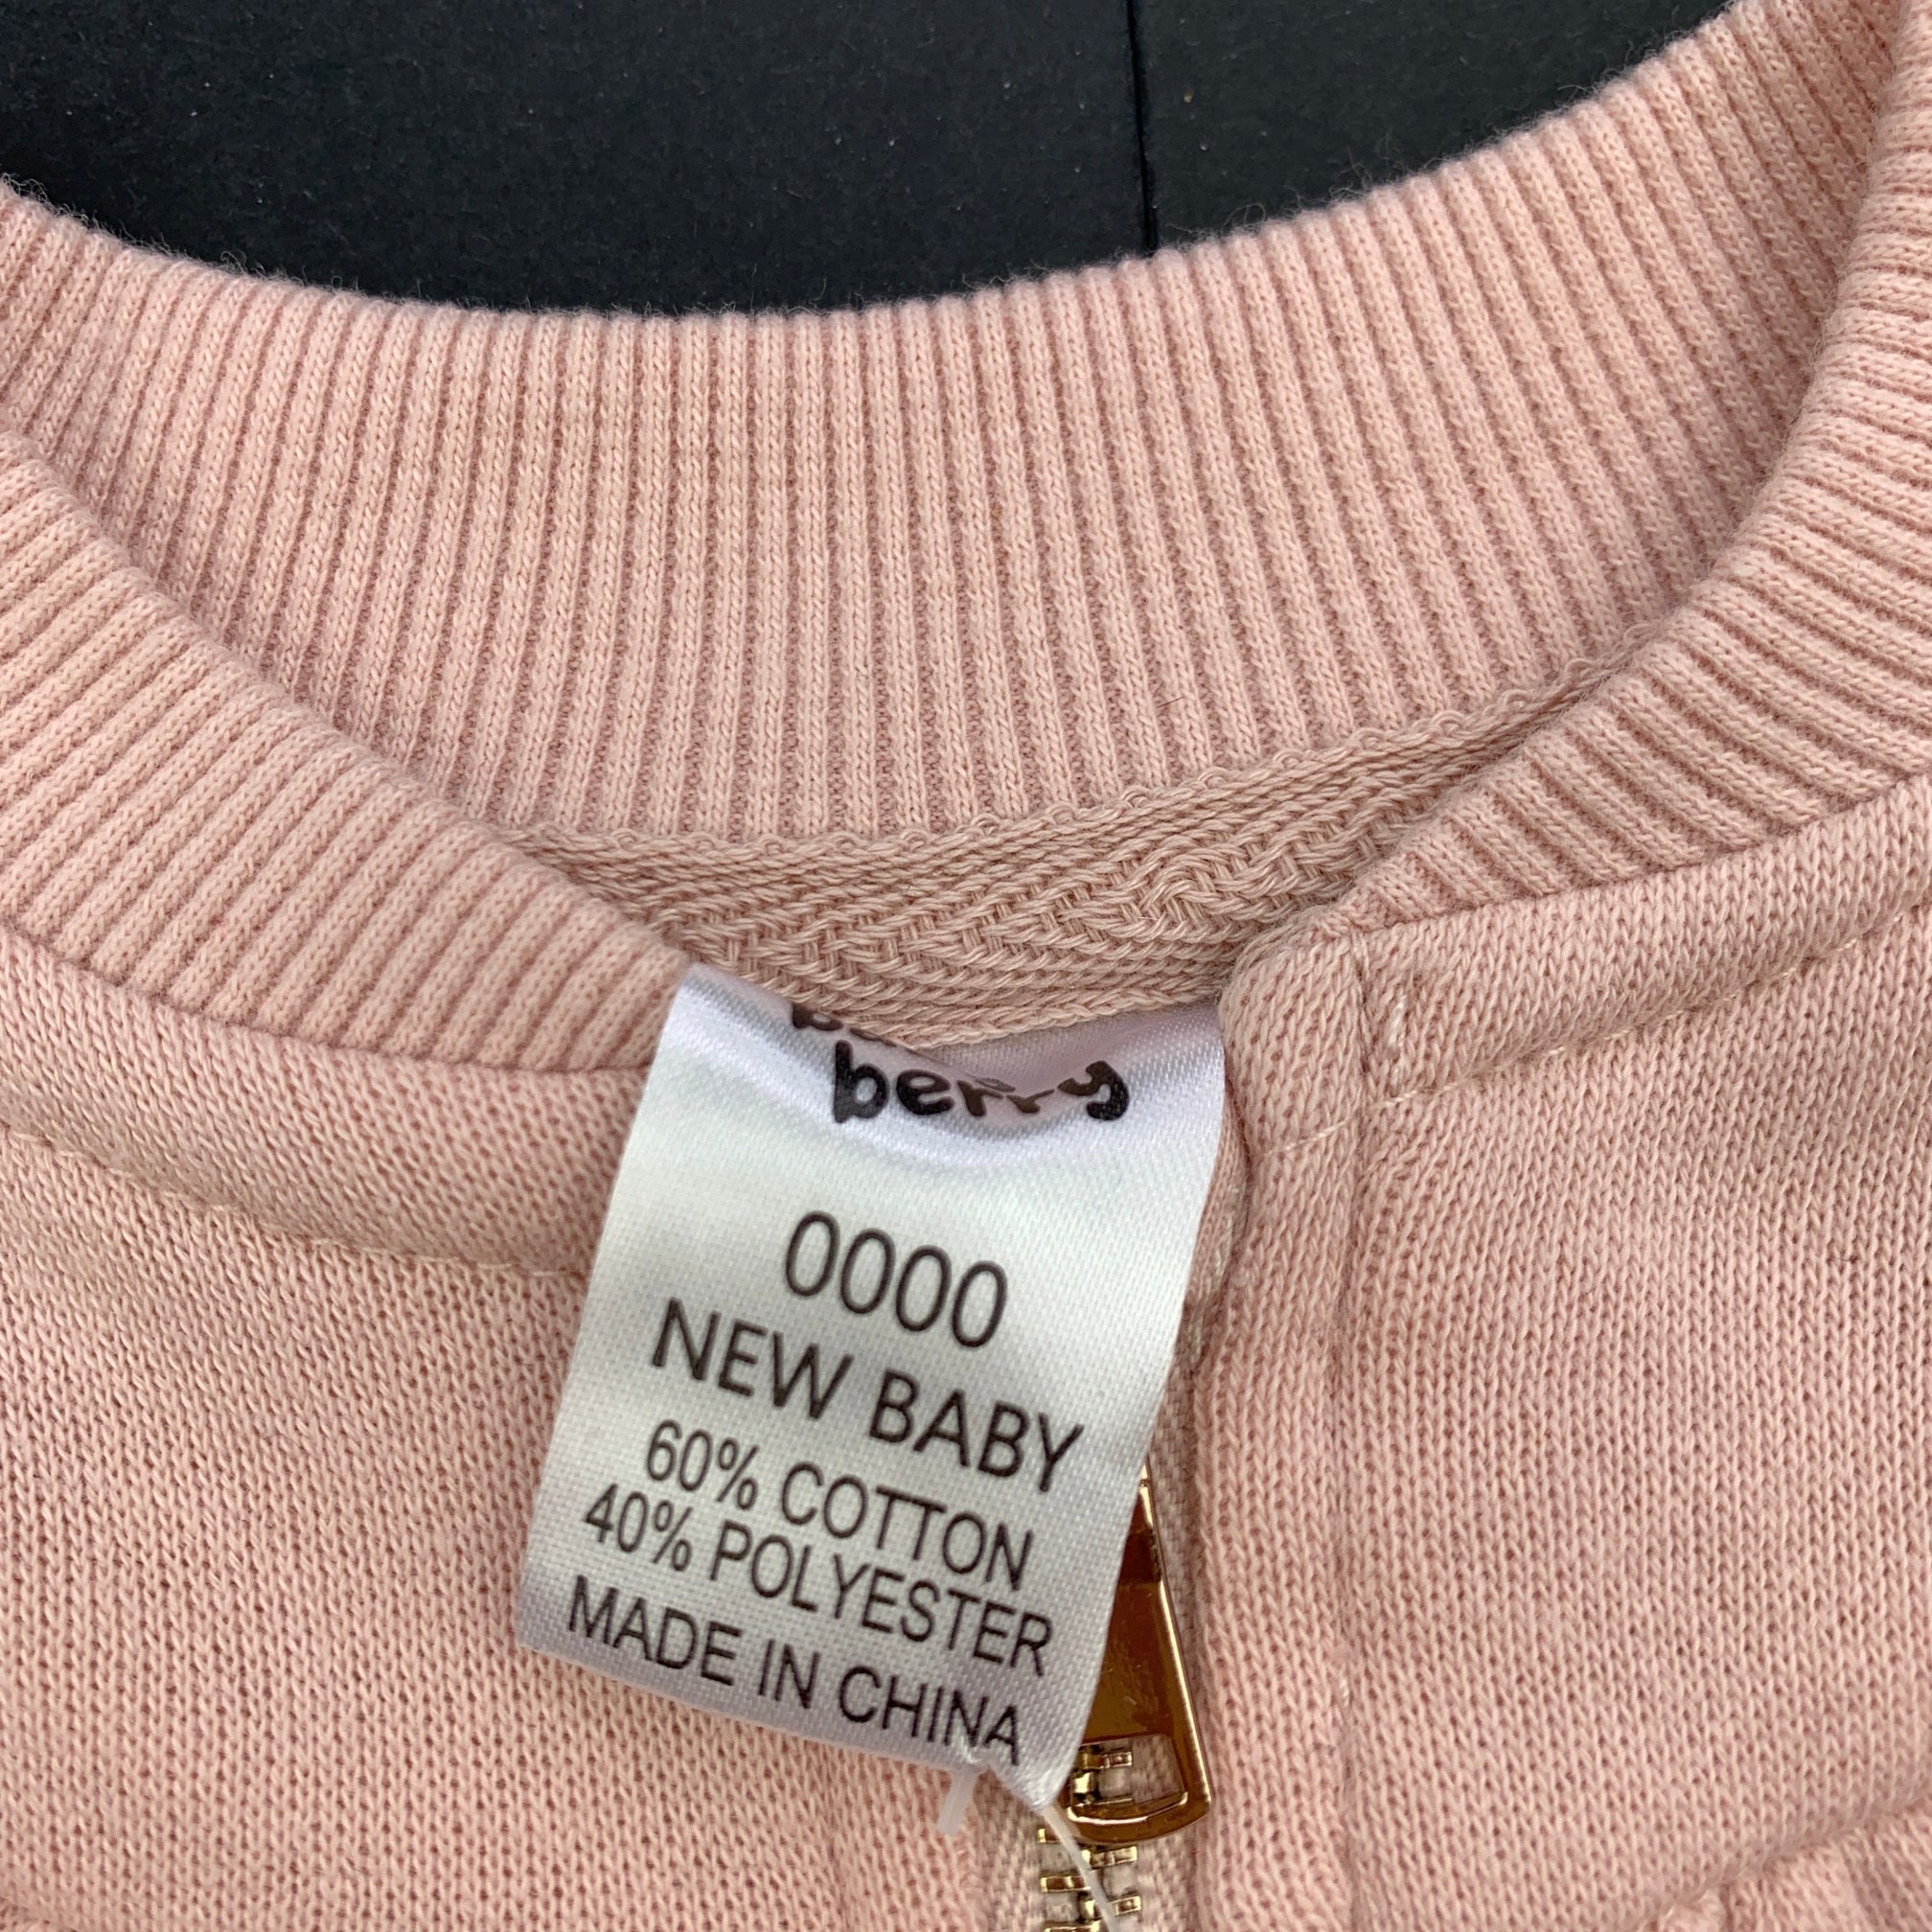 berry
0000
NEW BABY
60% COTTON
40% POLYESTER
MADE IN CHINA